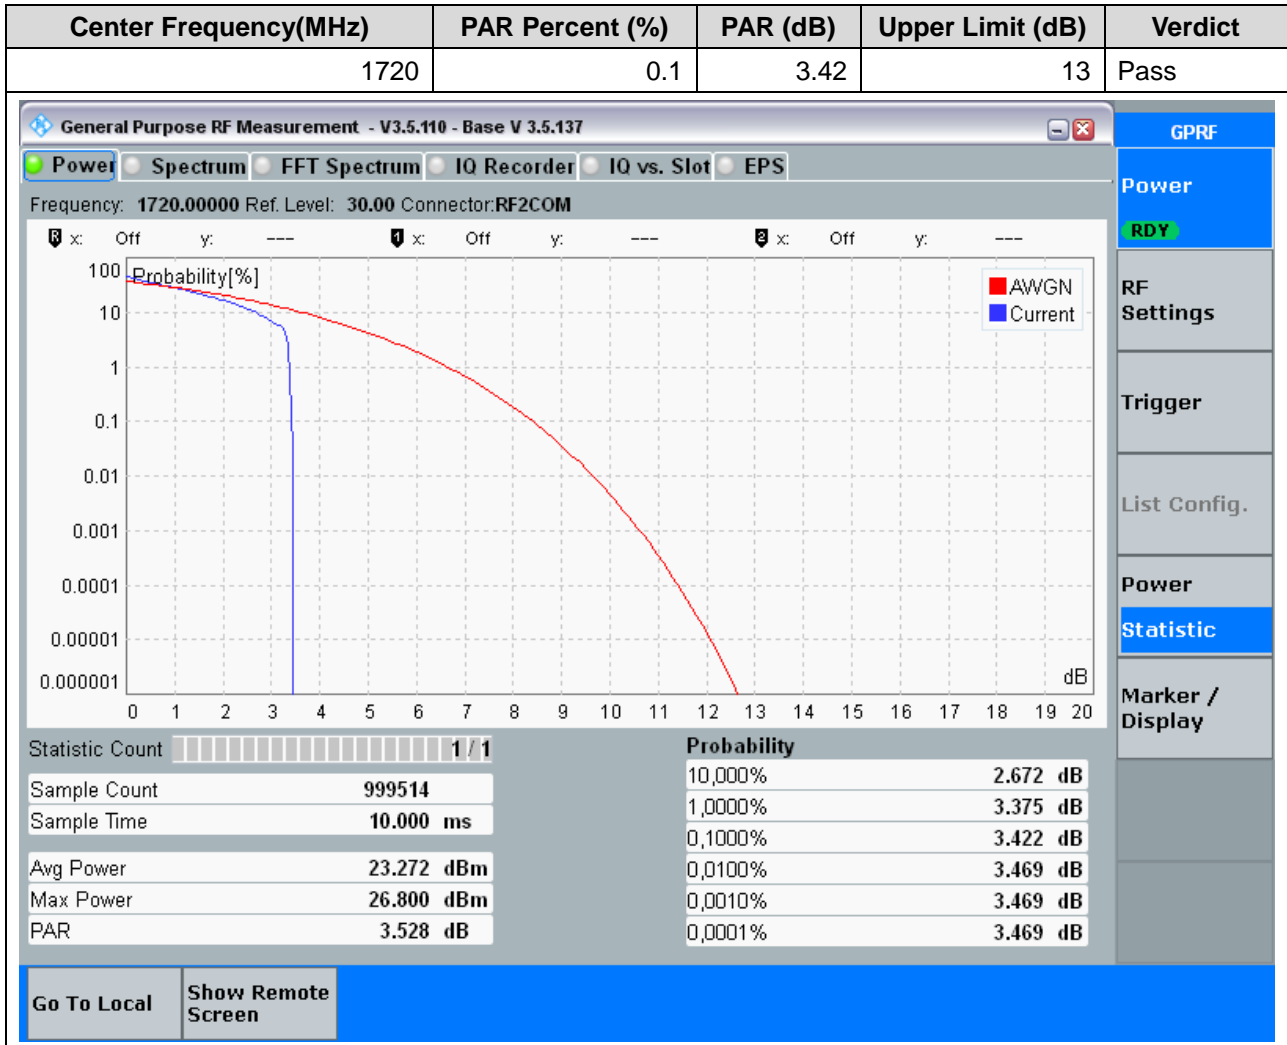 Center Frequency(MHz) PAR Percent (%) PAR (dB) Upper Limit (dB) Verdict
1720 0.1 3.42 13 Pass
General Purpose RF Measurement - V3.5.110 - Base V 3.5.137
GPRF
Power Spectrum FFT Spectrum IQ Recorder IQ vs. Slot EPS
Frequency: 1720.00000 Ref. Level: 30.00 Connector:RF2COM
R x: Off y: --- 1 x: Off y: --- 2 x: Off y: ---
Probability[%]
AWGN
Current
100
10
1
0.1
0.01
0.001
0.0001
0.00001
0.000001
dB
0 1 2 3 4 5 6 7 8 9 10 11 12 13 14 15 16 17 18 19 20
Power
RDY
RF
Settings
Trigger
List Config.
Power
Statistic
Marker /
Display
Statistic Count 1 / 1
Sample Count 999514
Sample Time 10.000 ms
Avg Power 23.272 dBm
Max Power 26.800 dBm
PAR 3.528 dB
Probability
10,000% 2.672 dB
1,0000% 3.375 dB
0,1000% 3.422 dB
0,0100% 3.469 dB
0,0010% 3.469 dB
0,0001% 3.469 dB
Go To Local
Show Remote
Screen